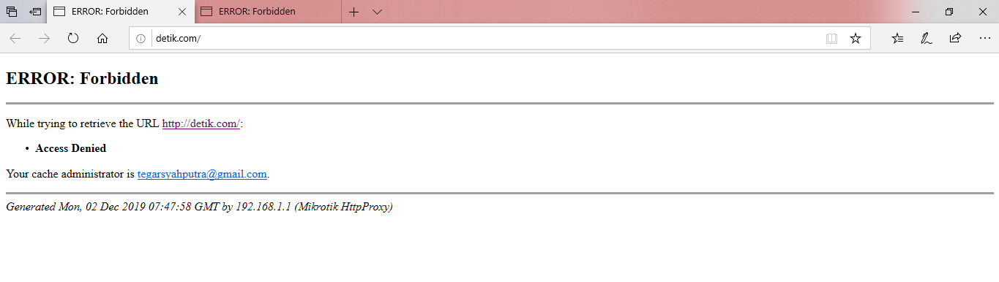 ERROR: Forbidden
ERROR: Forbidden
detik.com/
ERROR: Forbidden
While trying to retrieve the URL http://detik.com/:
• Access Denied
Your cache administrator is tegarsyahputra@gmail.com.
Generated Mon, 02 Dec 2019 07:47:58 GMT by 192.168.1.1 (Mikrotik HttpProxy)